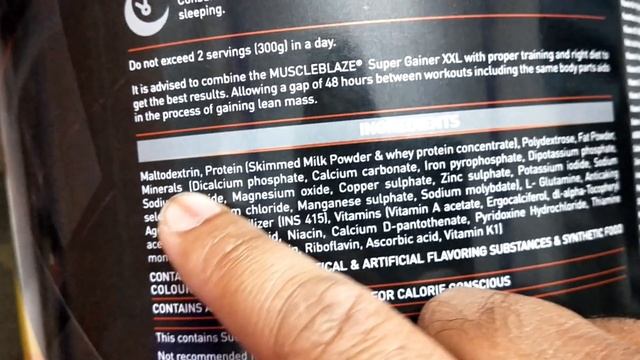 Cons
sleeping.
Do not exceed 2 servings (300g) in a day.
It is advised to combine the MUSCLEBLAZE® Super Gainer XXL with proper training and right diet to
get the best results. Allowing a gap of 48 hours between workouts including the same body parts aids
in the process of gaining lean mass.
INGREDIENTS
Maltodextrin, Protein (Skimmed Milk Powder & whey protein concentrate), Polydextrose, Fat Powder,
Minerals (Dicalcium phosphate, Calcium carbonate, Iron pyrophosphate, Dipotassium phosphate,
Magnesium oxide, Copper sulphate, Zinc sulphate, Potassium iodide, Sodium
chloride, Manganese sulphate, Sodium molybdate), L- Glutamine, Anticaking
(INS 415), Vitamins (Vitamin A acetate, Ergocalciferol, dl-alpha-Tocopheryl
Niacin, Calcium D-pantothenate, Pyridoxine Hydrochloride, Thiamine
Riboflavin, Ascorbic acid, Vitamin K1)
& ARTIFICIAL FLAVORING SUBSTANCES & SYNTHETIC FOOD
COLOU FOR CALORIE CONSCIOUS
CONTAINS
This contains
Not recommended